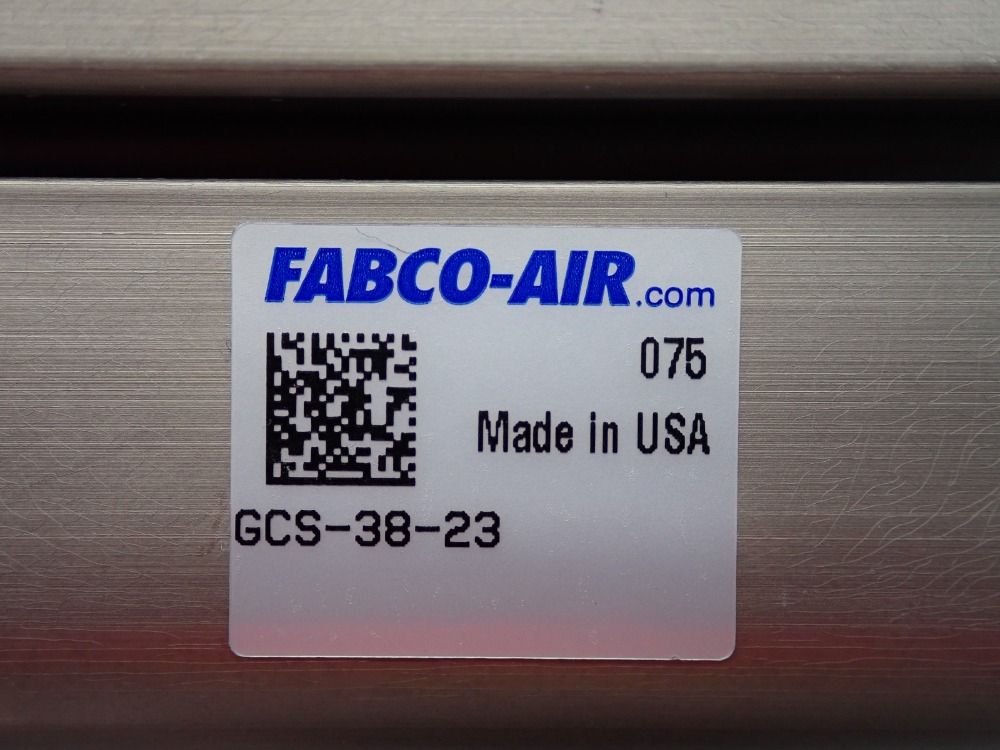 FABCO-AIR.com
075
Made in USA
GCS-38-23